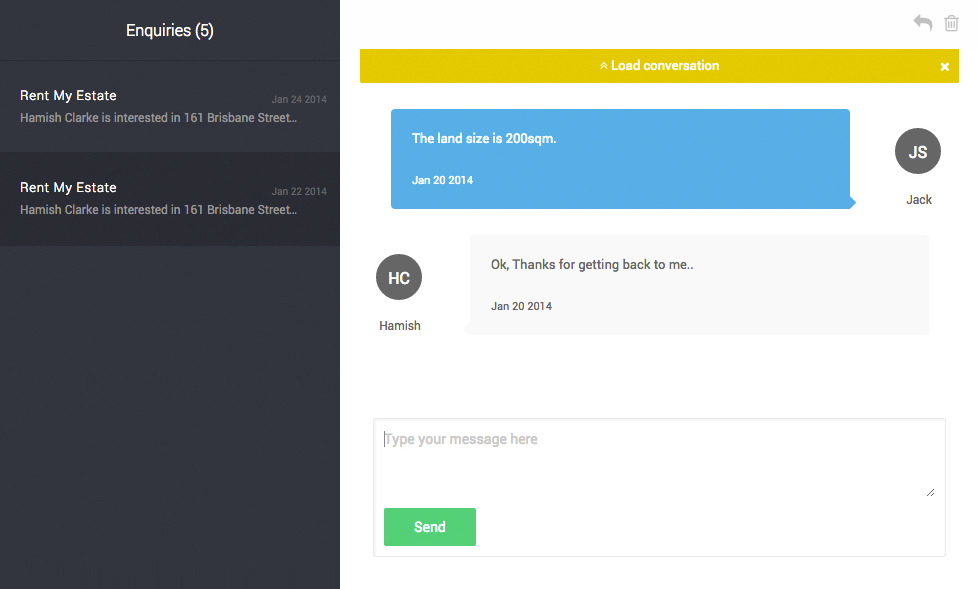 Enquiries (5)
Rent My Estate
Jan 24 2014
Hamish Clarke is interested in 161 Brisbane Street...
Rent My Estate
Jan 22 2014
Hamish Clarke is interested in 161 Brisbane Street...
Load conversation
The land size is 200sqm.
Jan 20 2014
JS
Jack
HC
Hamish
Ok, Thanks for getting back to me..
Jan 20 2014
Type your message here
Send